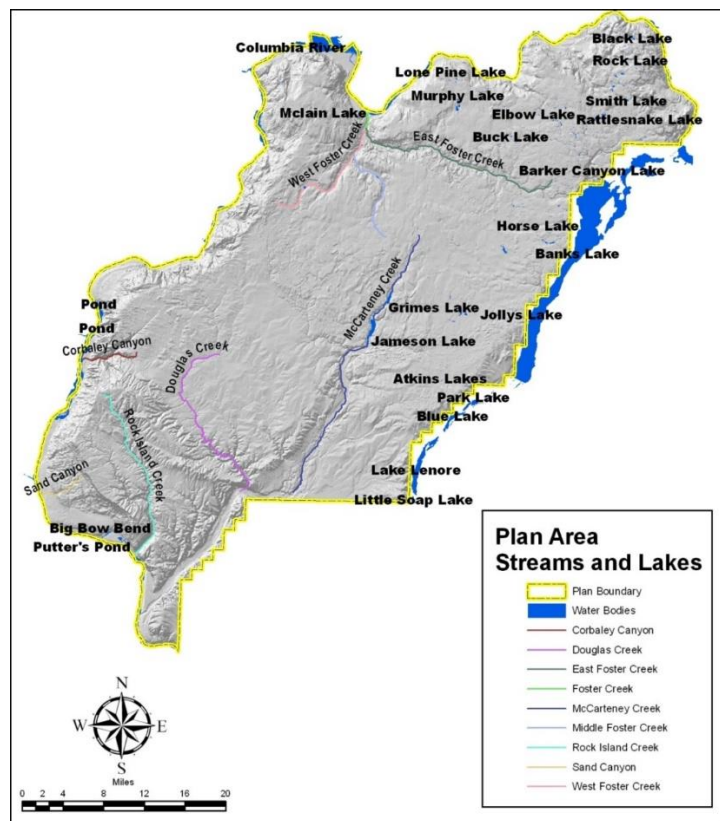 Columbia River
Black Lake
Rock Lake
Lone Pine Lake
Murphy Lake
Smith Lake
Mclain Lake
Elbow Lake
Rattlesnake Lake
East Foster Creek
Buck Lake
West Foster Creek
Barker Canyon Lake
Horse Lake
Banks Lake
McCarteney Creek
Pond
Grimes Lake
Jollys Lake
Pond
Corbaley Canyon
Jameson Lake
Douglas Creek
Atkins Lakes
Park Lake
Blue Lake
Rock Island Creek
Sand Canyon
Lake Lenore
Little Soap Lake
Big Bow Bend
Putter's Pond
Plan Area
Streams and Lakes
Plan Boundary
Water Bodies
Corbaley Canyon
Douglas Creek
East Foster Creek
Foster Creek
McCarteney Creek
Middle Foster Creek
Rock Island Creek
Sand Canyon
West Foster Creek
N
W E
S
Miles
0 2 4 8 12 16 20